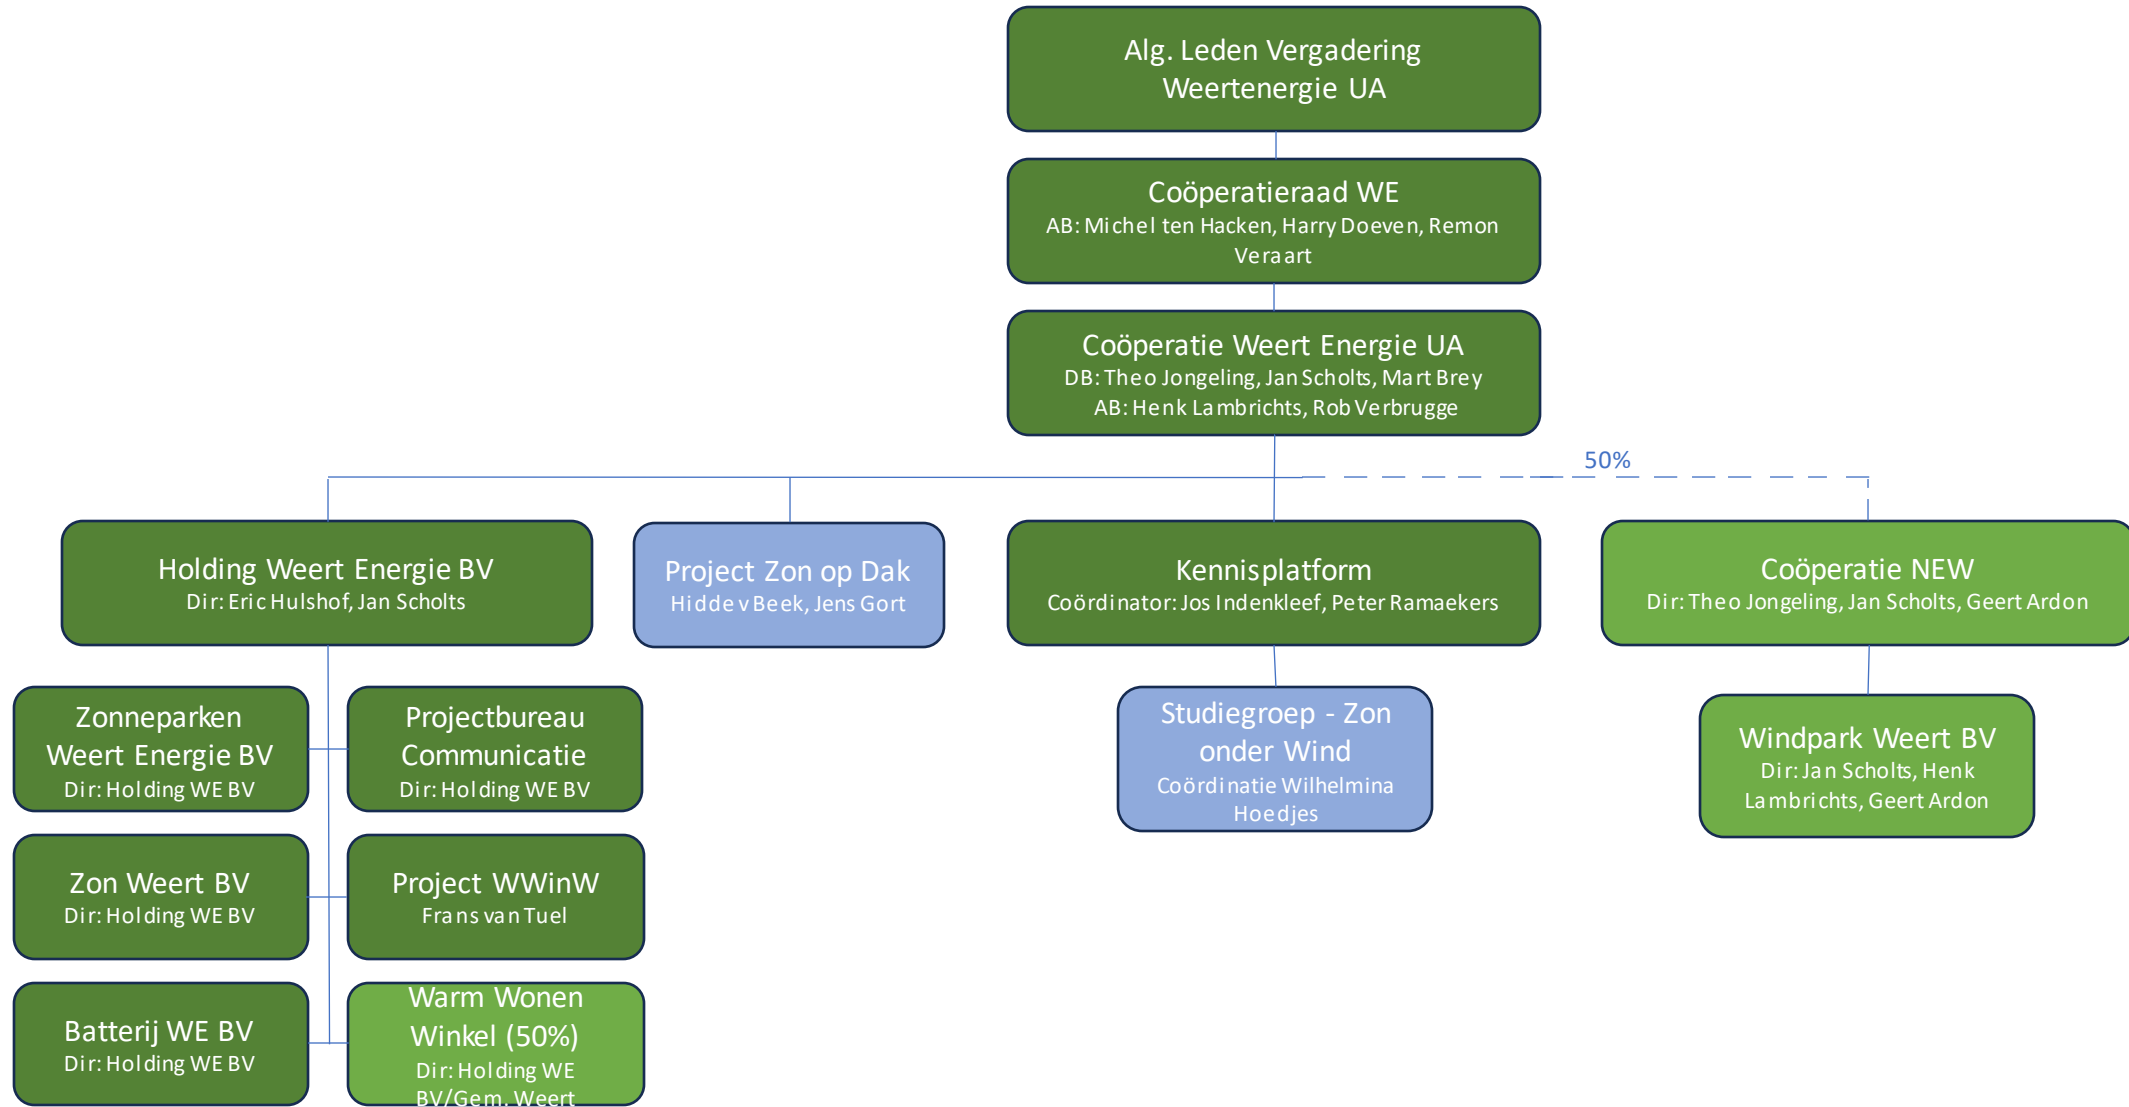 Alg. Leden Vergadering
Weertenergie UA
Coöperatieraad WE
AB: Michel ten Hacken, Harry Doeven, Remon
Veraart
Coöperatie Weert Energie UA
DB: Theo Jongeling, Jan Scholts, Mart Brey
AB: Henk Lambrichts, Rob Verbrugge
50%
Holding Weert Energie BV
Dir: Eric Hulshof, Jan Scholts
Project Zon op Dak
Hidde v Beek, Jens Gort
Kennisplatform
Coördinator: Jos Indenkleef, Peter Ramaekers
Coöperatie NEW
Dir: Theo Jongeling, Jan Scholts, Geert Ardon
Zonneparken
Weert Energie BV
Dir: Holding WE BV
Projectbureau
Communicatie
Dir: Holding WE BV
Studiegroep - Zon
onder Wind
Coördinatie Wilhelmina
Hoedjes
Windpark Weert BV
Dir: Jan Scholts, Henk
Lambrichts, Geert Ardon
Zon Weert BV
Dir: Holding WE BV
Project WWinW
Frans van Tuel
Batterij WE BV
Dir: Holding WE BV
Warm Wonen
Winkel (50%)
Dir: Holding WE
BV/Gem. Weert